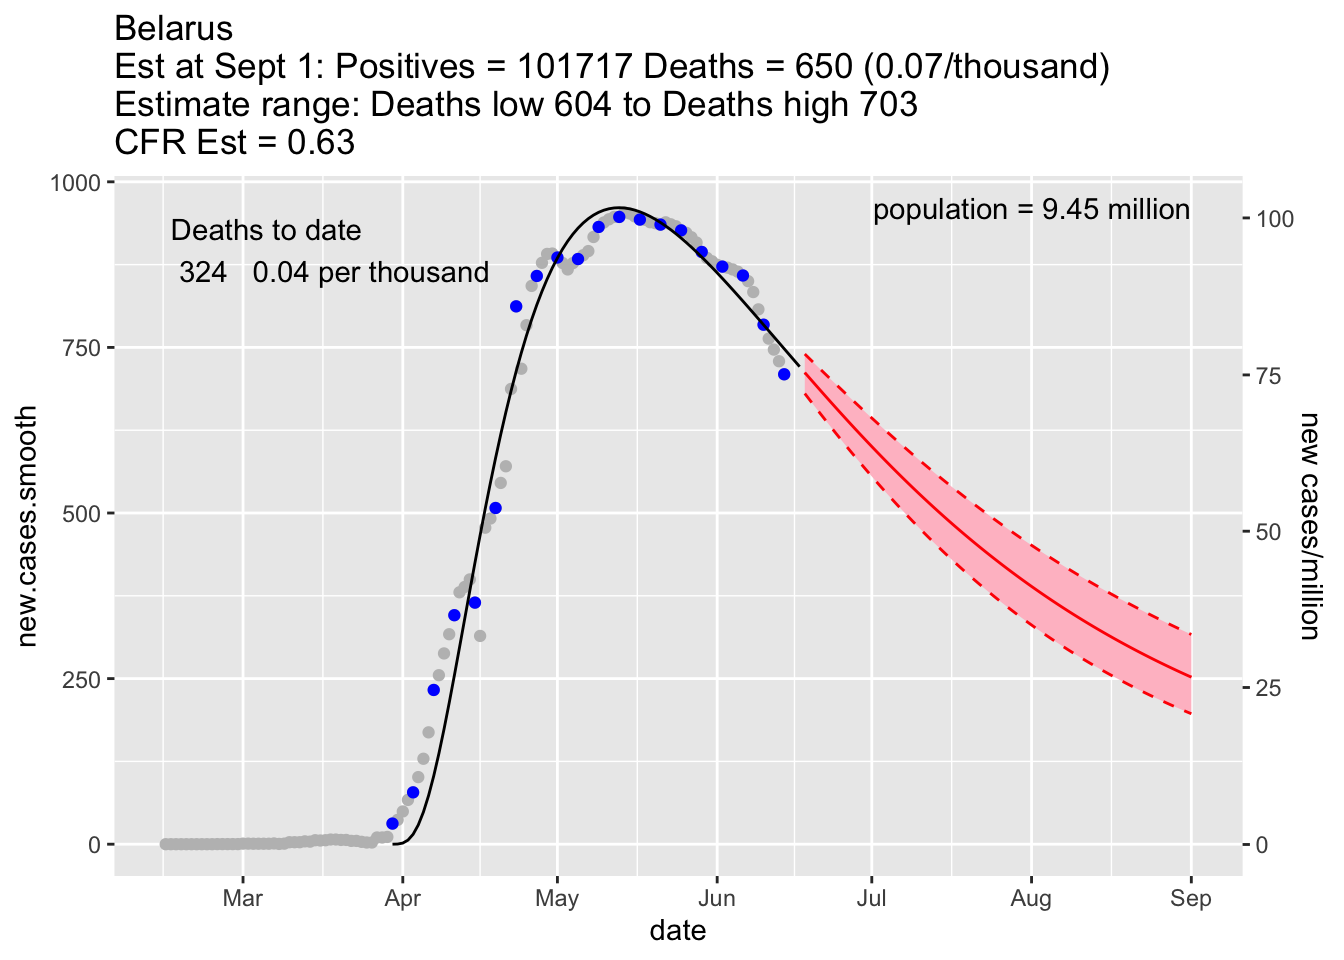 Belarus
Est at Sept 1: Positives = 101717 Deaths = 650 (0.07/thousand)
Estimate range: Deaths low 604 to Deaths high 703
CFR Est = 0.63
1000
750
500
250
0
new.cases.smooth
Deaths to date
324 0.04 per thousand
population = 9.45 million
100
75
50
25
0
new cases/million
Mar Apr May Jun Jul Aug Sep
date